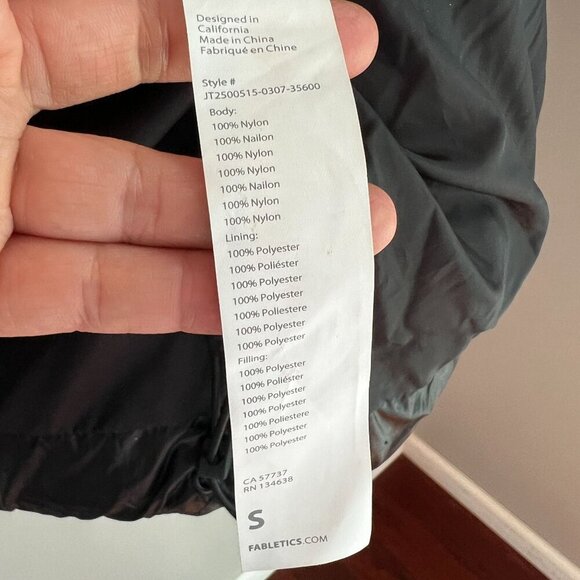 Designed in
California
Made in China
Fabriqué en Chine
Style #
JT2500515-0307-35600
Body:
100% Nylon
100% Nailon
100% Nylon
100% Nylon
100% Nailon
100% Nylon
100% Nylon
Lining:
100% Polyester
100% Poliéster
100% Polyester
100% Polyester
100% Poliestere
100% Polyester
100% Polyester
Filling:
100% Polyester
100% Poliéster
100% Polyester
100% Polyester
100% Poliestere
100% Polyester
100% Polyester
CA 57737
RN 134638
S
FABLETICS.COM